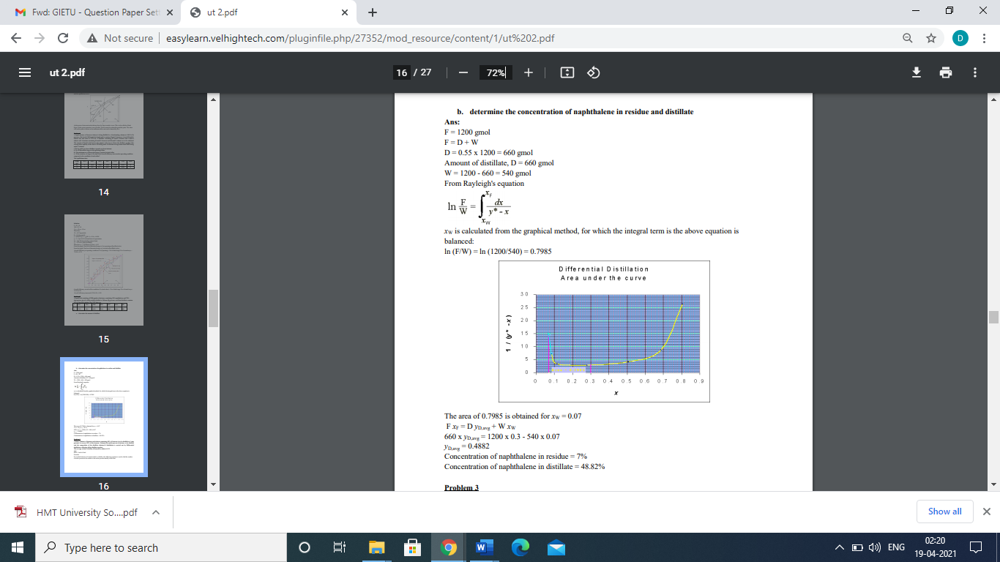 Fwd: GIETU - Question Paper Set
ut 2.pdf
Not secure
easylearn.velhightech.com/pluginfile.php/27352/mod_resource/content/1/ut%202.pdf
D
ut 2.pdf
16 / 27
72%
14
15
16
b. determine the concentration of naphthalene in residue and distillate
Ans:
F = 1200 gmol
F = D + W
D = 0.55 x 1200 = 660 gmol
Amount of distillate, D = 660 gmol
W = 1200 - 660 = 540 gmol
From Rayleigh's equation
ln F/W = ∫ xF xW dx / y* - x
xW is calculated from the graphical method, for which the integral term is the above equation is
balanced:
ln (F/W) = ln (1200/540) = 0.7985
Differential Distillation
Area under the curve
30
25
20
15
10
5
0
1 / (y* -x)
0 0.1 0.2 0.3 0.4 0.5 0.6 0.7 0.8 0.9
x
The area of 0.7985 is obtained for xW = 0.07
F xF = D yD,avg + W xW
660 x yD,avg = 1200 x 0.3 - 540 x 0.07
yD,avg = 0.4882
Concentration of naphthalene in residue = 7%
Concentration of naphthalene in distillate = 48.82%
Problem 3
HMT University So....pdf
Show all
Type here to search
ENG
02:20
19-04-2021